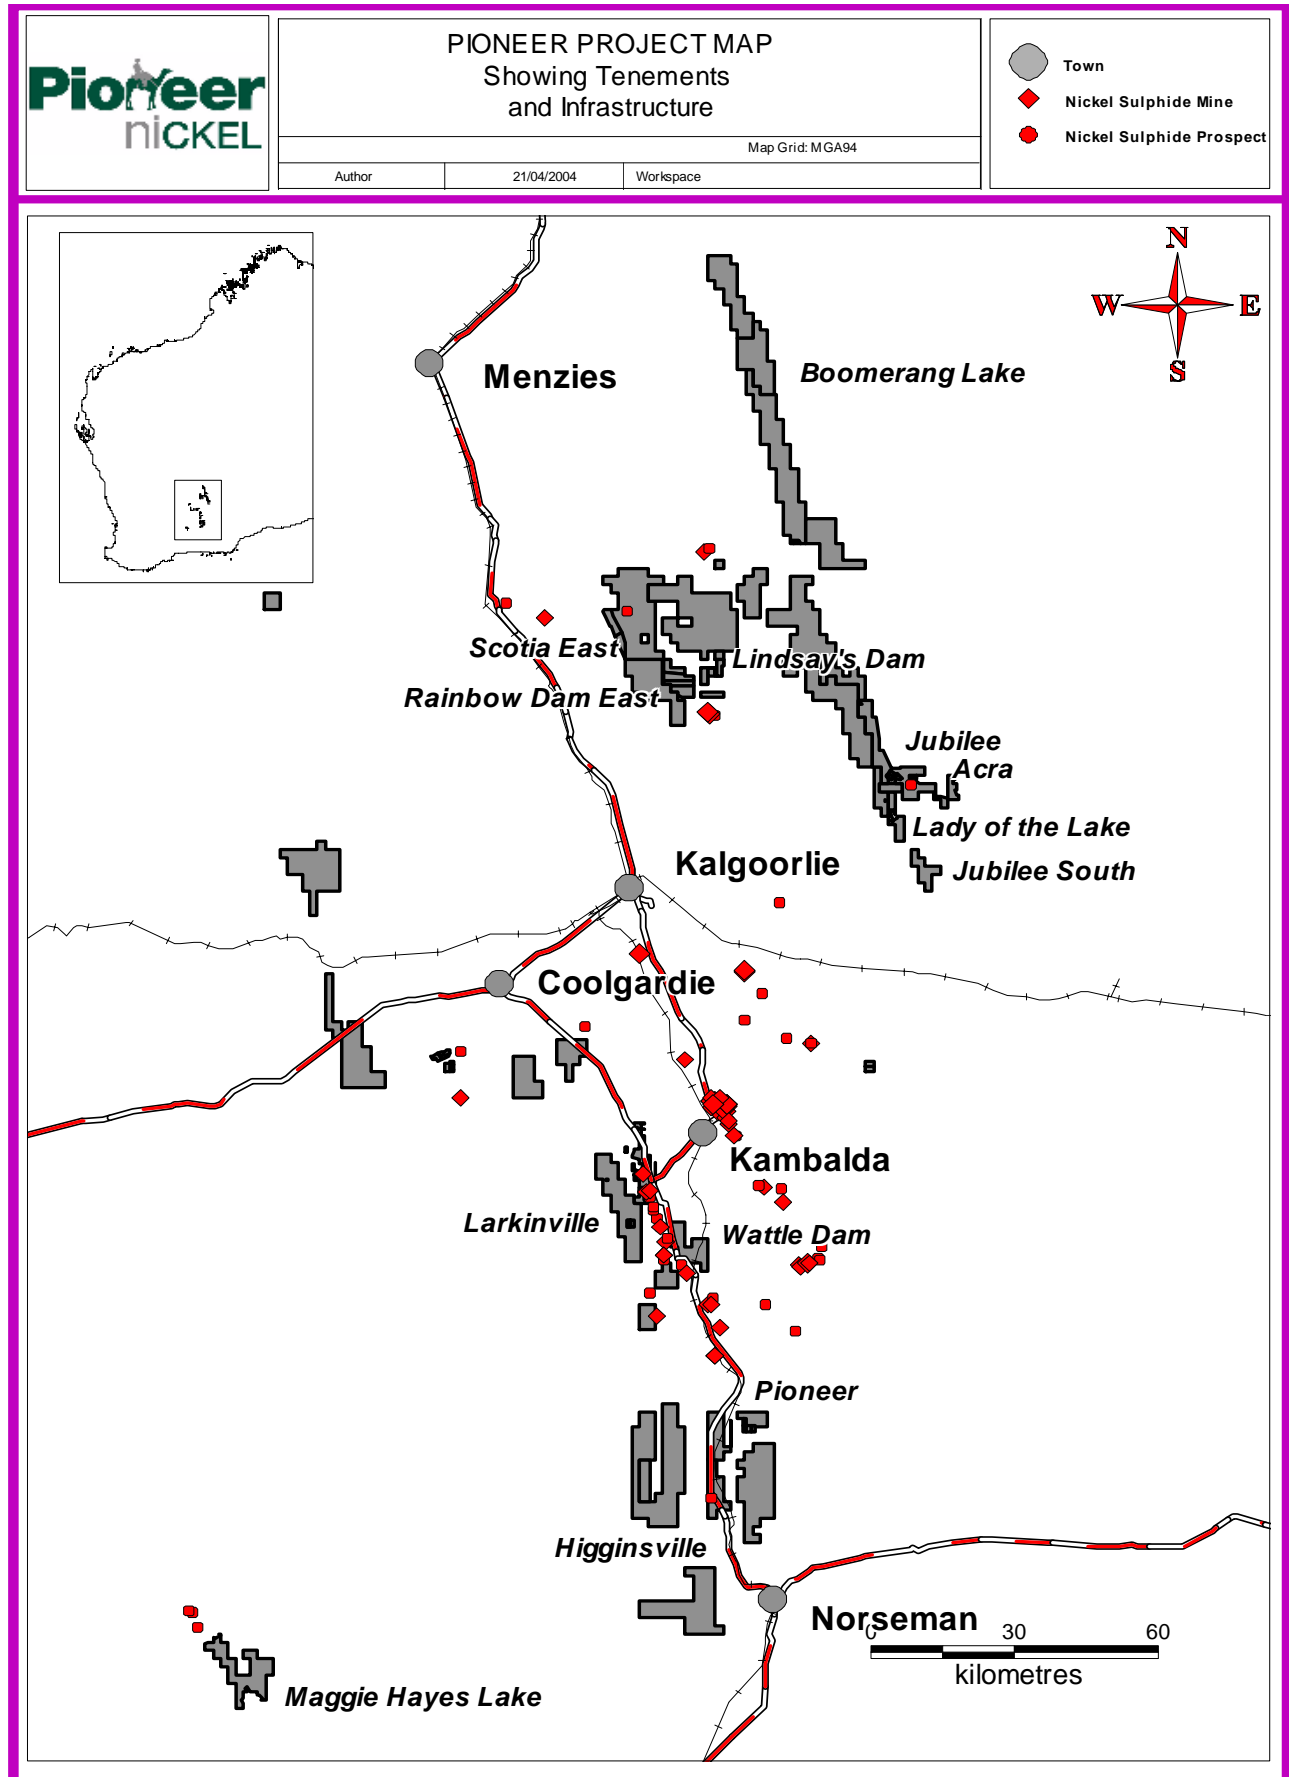 Pioneer
niCKEL
PIONEER PROJECT MAP
Showing Tenements
and Infrastructure
Map Grid: MGA94
Author
21/04/2004
Workspace
Town
Nickel Sulphide Mine
Nickel Sulphide Prospect
N
W
E
S
Menzies
Boomerang Lake
Scotia East
Lindsay's Dam
Rainbow Dam East
Jubilee
Acra
Lady of the Lake
Kalgoorlie
Jubilee South
Coolgardie
Kambalda
Larkinville
Wattle Dam
Pioneer
Higginsville
Norseman
0
30
60
kilometres
Maggie Hayes Lake